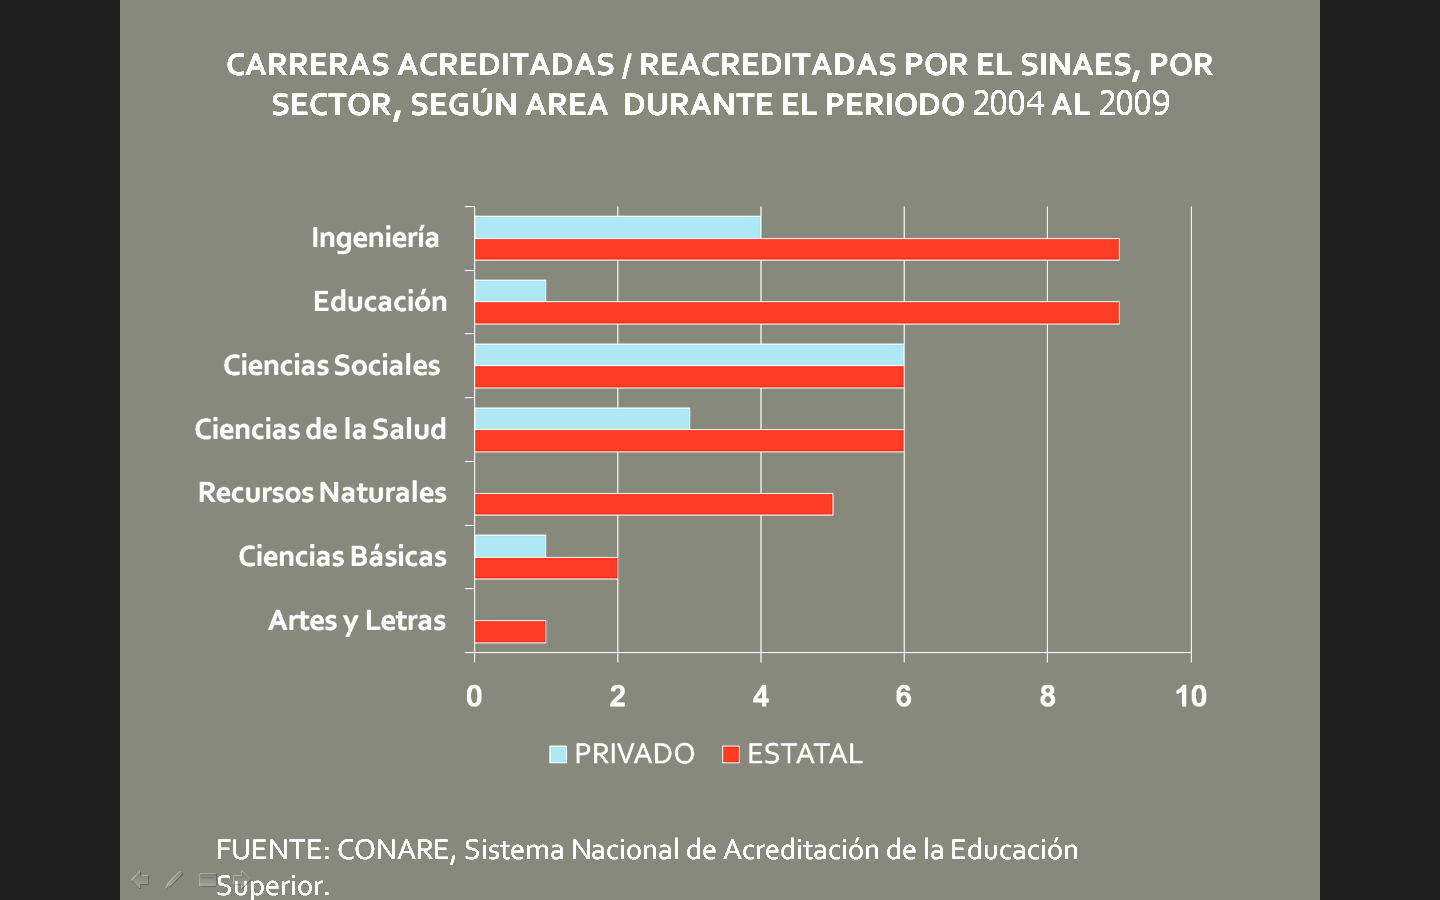 CARRERAS ACREDITADAS / REACREDITADAS POR EL SINAES, POR
SECTOR, SEGÚN AREA DURANTE EL PERIODO 2004 AL 2009
Ingeniería
Educación
Ciencias Sociales
Ciencias de la Salud
Recursos Naturales
Ciencias Básicas
Artes y Letras
0 2 4 6 8 10
PRIVADO ESTATAL
FUENTE: CONARE, Sistema Nacional de Acreditación de la Educación
Superior.